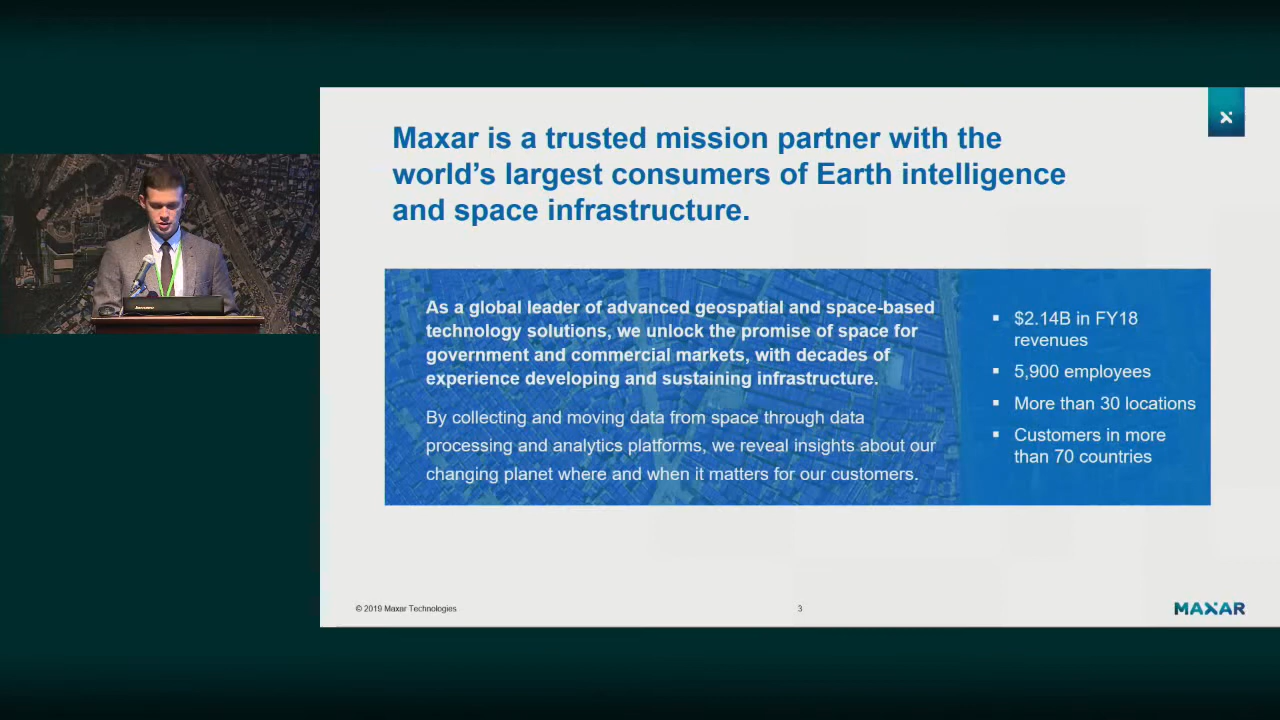 Maxar is a trusted mission partner with the
world’s largest consumers of Earth intelligence
and space infrastructure.
As a global leader of advanced geospatial and space-based
technology solutions, we unlock the promise of space for
government and commercial markets, with decades of
experience developing and sustaining infrastructure.
By collecting and moving data from space through data
processing and analytics platforms, we reveal insights about our
changing planet where and when it matters for our customers.
▪ $2.14B in FY18
revenues
▪ 5,900 employees
▪ More than 30 locations
▪ Customers in more
than 70 countries
© 2019 Maxar Technologies
3
MAXAR